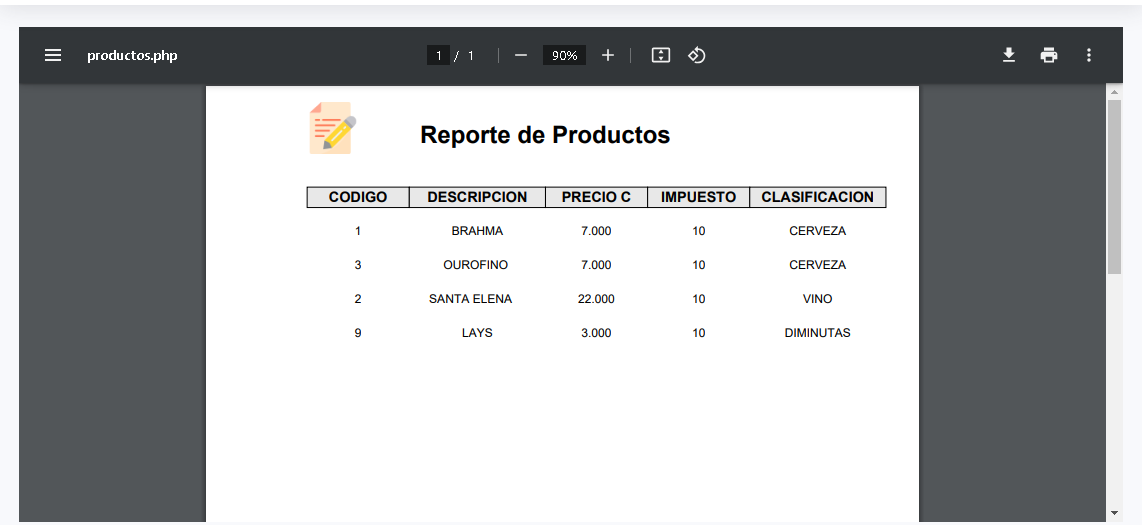 productos.php 1 / 1 90%
Reporte de Productos
CODIGO DESCRIPCION PRECIO C IMPUESTO CLASIFICACION
1 BRAHMA 7.000 10 CERVEZA
3 OUROFINO 7.000 10 CERVEZA
2 SANTA ELENA 22.000 10 VINO
9 LAYS 3.000 10 DIMINUTAS